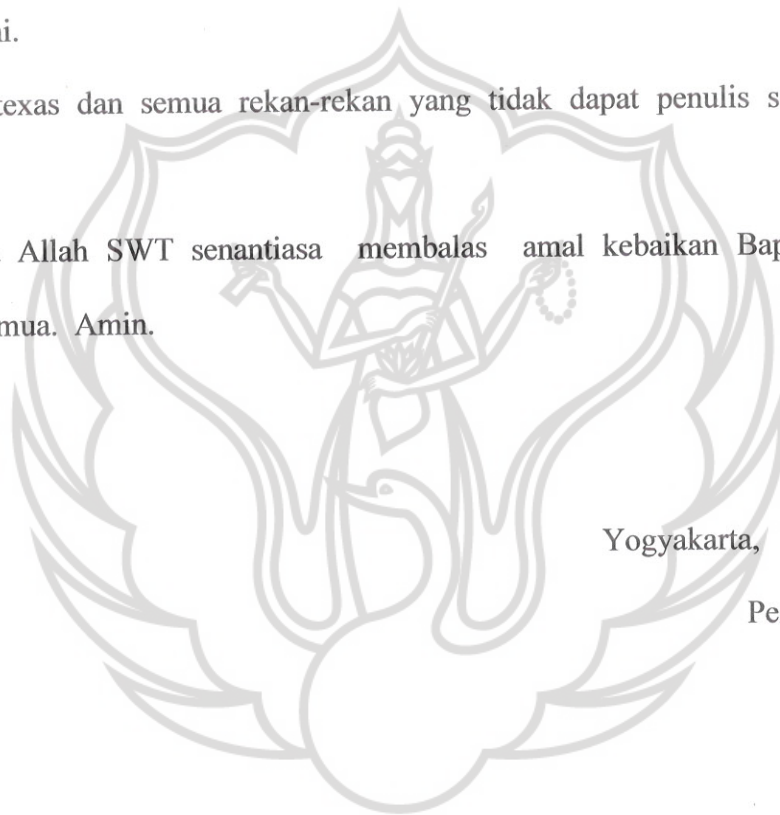 ni.
texas dan semua rekan-rekan yang tidak dapat penulis s
Allah SWT senantiasa membalas amal kebaikan Bap
mua. Amin.
Yogyakarta,
Pe